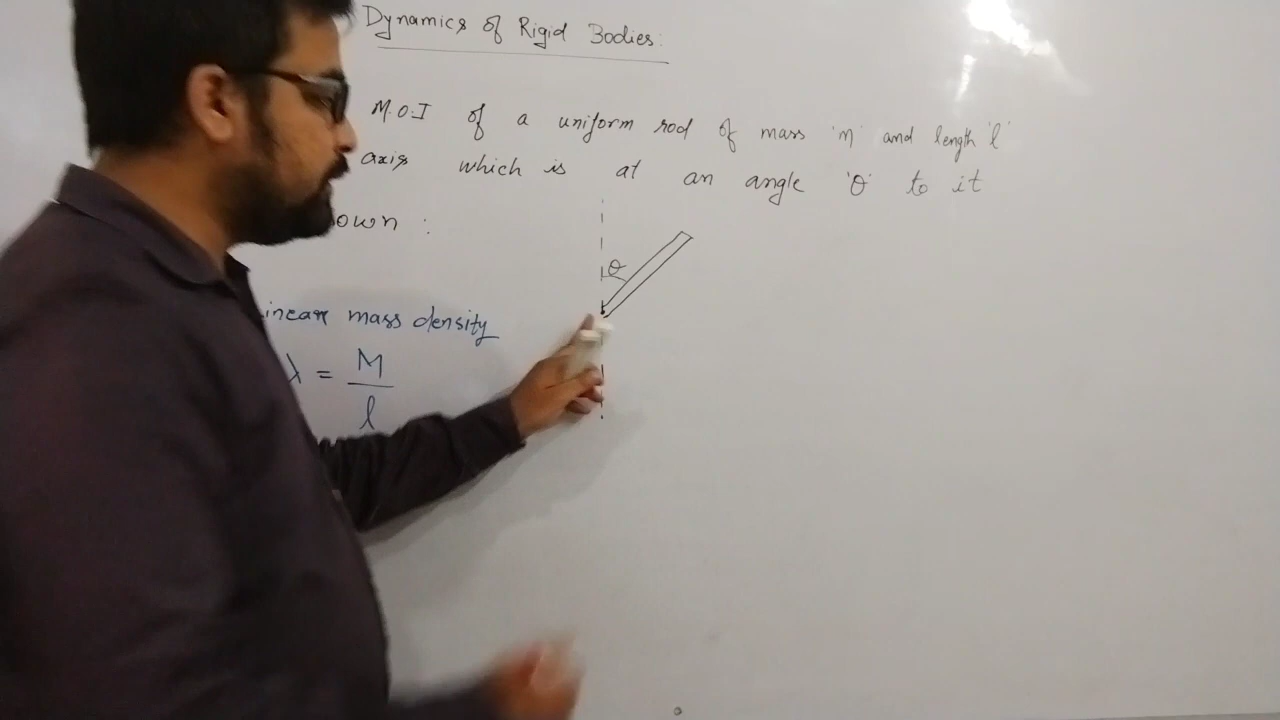 Dynamics of Rigid Bodies:
M.O.I of a uniform rod of mass 'M' and length 'l'
axis which is at an angle 'θ' to it
own :
θ
inear mass density
λ = M
l